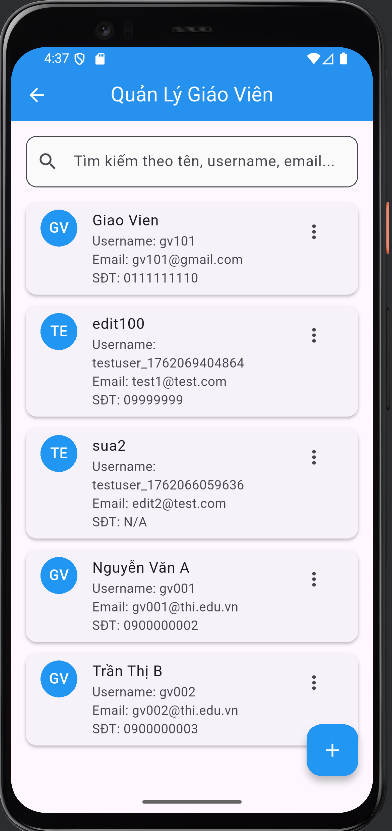 4:37
Quản Lý Giáo Viên
Tìm kiếm theo tên, username, email...
GV
Giao Vien
Username: gv101
Email: gv101@gmail.com
SĐT: 0111111110
TE
edit100
Username:
testuser_1762069404864
Email: test1@test.com
SĐT: 09999999
TE
sua2
Username:
testuser_1762066059636
Email: edit2@test.com
SĐT: N/A
GV
Nguyễn Văn A
Username: gv001
Email: gv001@thi.edu.vn
SĐT: 0900000002
GV
Trần Thị B
Username: gv002
Email: gv002@thi.edu.vn
SĐT: 0900000003